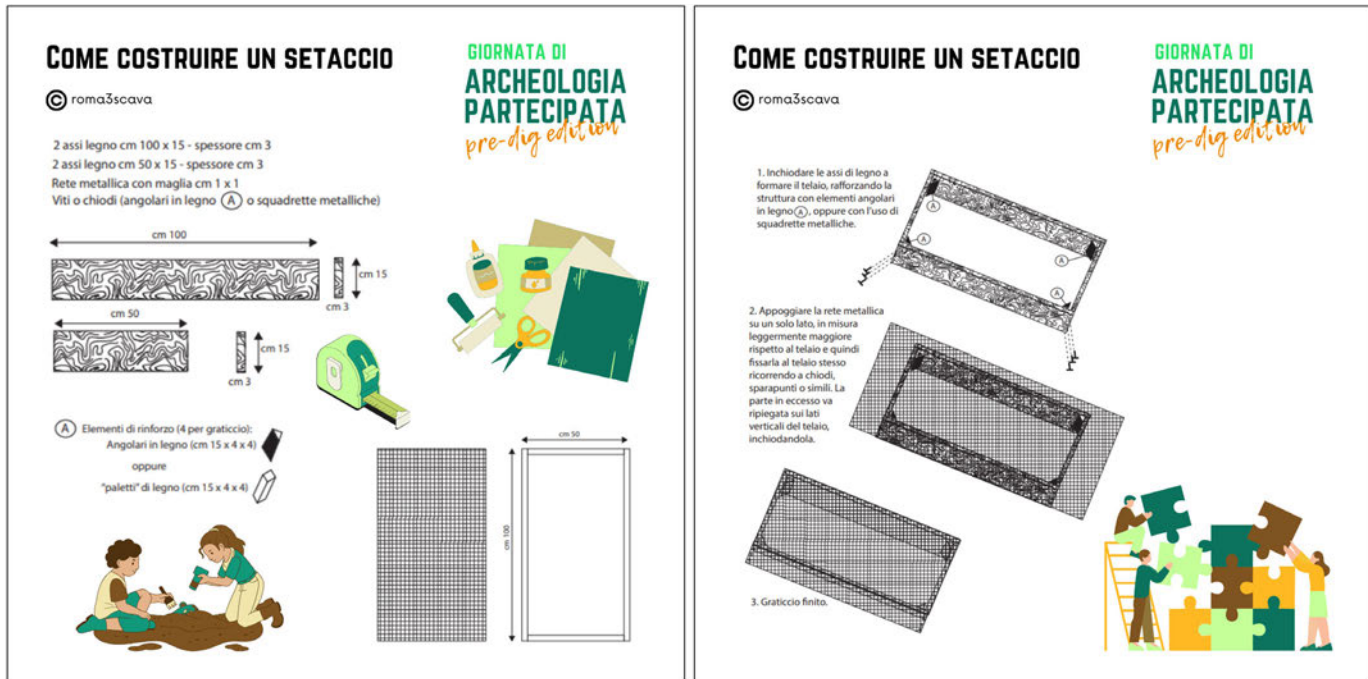 COME COSTRUIRE UN SETACCIO
© roma3scava
GIORNATA DI
ARCHEOLOGIA
PARTECIPATA
pre-dig edition
2 assi legno cm 100 x 15 - spessore cm 3
2 assi legno cm 50 x 15 - spessore cm 3
Rete metallica con maglia cm 1 x 1
Viti o chiodi (angolari in legno A o squadrette metalliche)
cm 100
cm 15
cm 3
cm 50
cm 15
cm 3
A Elementi di rinforzo (4 per graticcio):
Angolari in legno (cm 15 x 4 x 4)
oppure
"paletti" di legno (cm 15 x 4 x 4)
cm 50
cm 100
COME COSTRUIRE UN SETACCIO
© roma3scava
GIORNATA DI
ARCHEOLOGIA
PARTECIPATA
pre-dig edition
1. Inchiodare le assi di legno a
formare il telaio, rafforzando la
struttura con elementi angolari
in legno A, oppure con l'uso di
squadrette metalliche.
A
A
A
A
2. Appoggiare la rete metallica
su un solo lato, in misura
leggermente maggiore
rispetto al telaio e quindi
fissarla al telaio stesso
ricorrendo a chiodi,
sparapunti o simili. La
parte in eccesso va
ripiegata sui lati
verticali del telaio,
inchiodandola.
3. Graticcio finito.